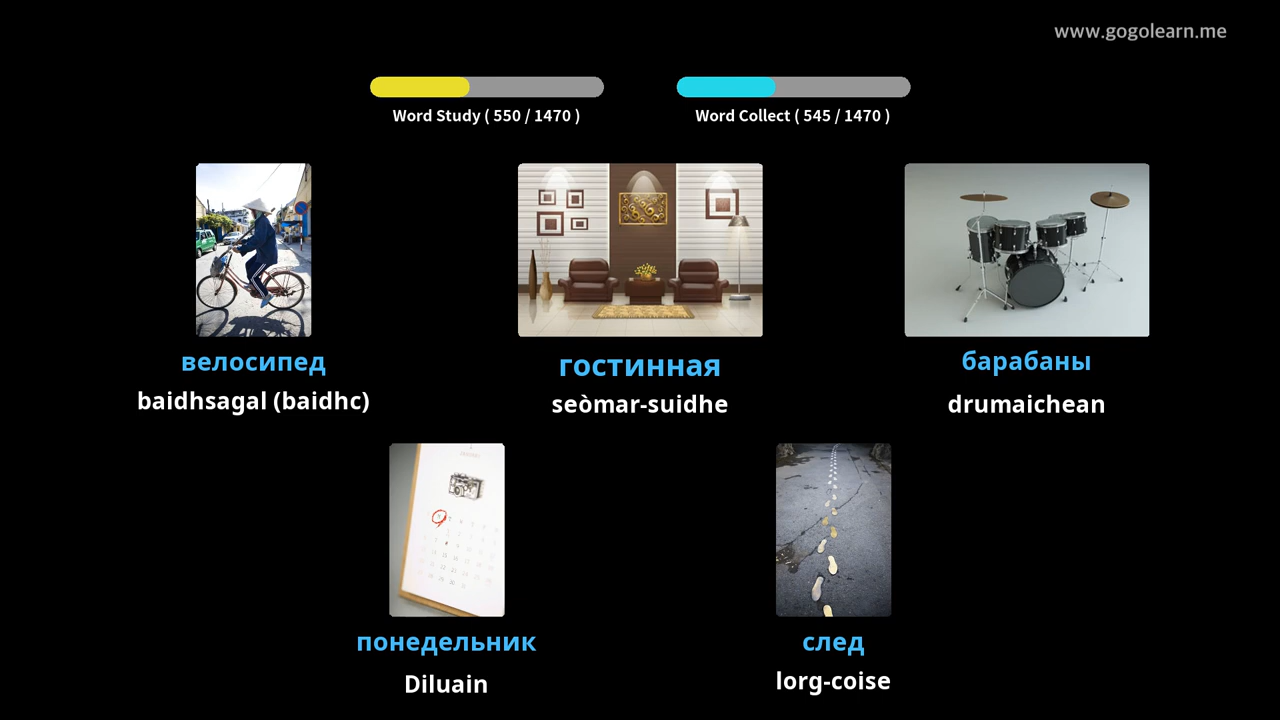 www.gogolearn.me
Word Study ( 550 / 1470 )
Word Collect ( 545 / 1470 )
велосипед
baidhsagal (baidhc)
гостинная
seòmar-suidhe
барабаны
drumaichean
понедельник
Diluain
след
lorg-coise